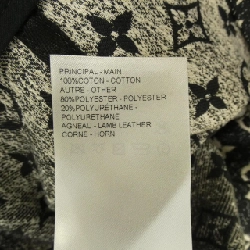 PRINCIPAL - MAIN
100%COTON - COTTON
AUTRE - OTHER
80%POLYESTER - POLYESTER
20%POLYURETHANE -
POLYURETHANE
AGNEAU - LAMB LEATHER
CORNE - HORN